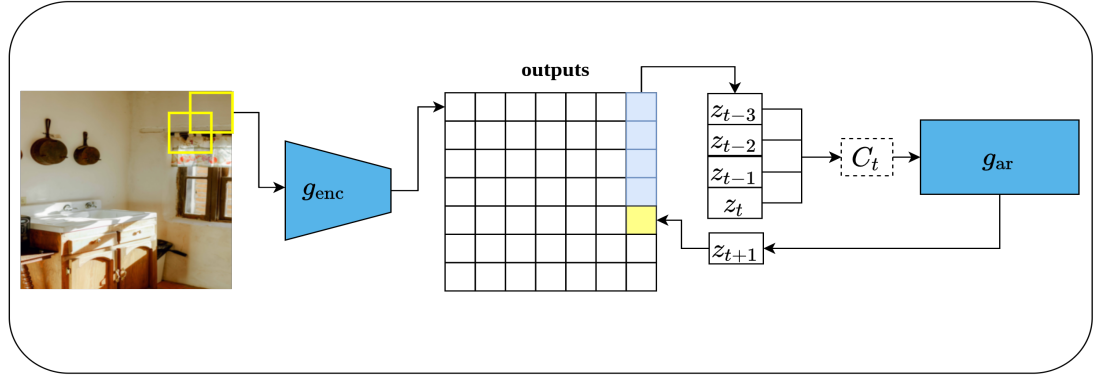 outputs
g_enc
z_{t−3}
z_{t−2}
z_{t−1}
z_t
C_t
g_ar
z_{t+1}